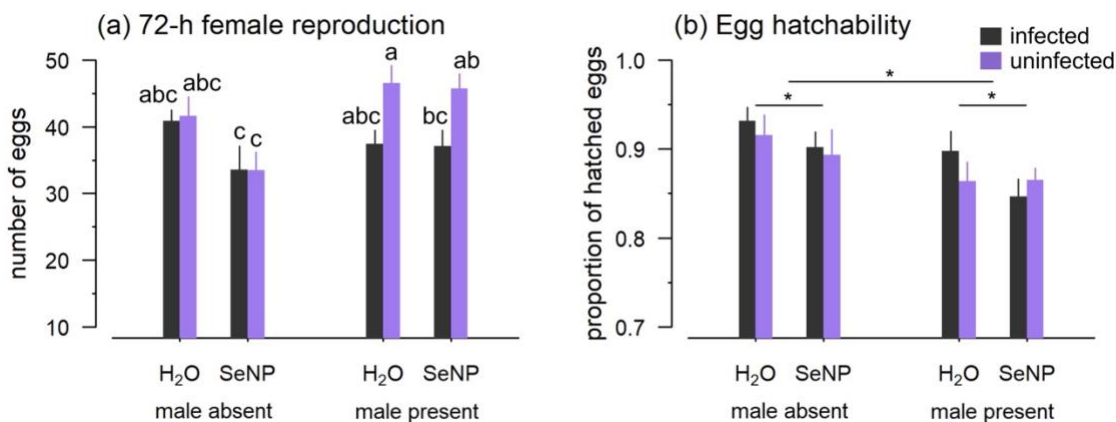 (a) 72-h female reproduction
number of eggs
50
40
30
20
10
abc
abc
c
c
abc
a
bc
ab
H₂O
SeNP
H₂O
SeNP
male absent
male present
(b) Egg hatchability
infected
uninfected
proportion of hatched eggs
1.0
0.9
0.8
0.7
*
*
*
H₂O
SeNP
H₂O
SeNP
male absent
male present